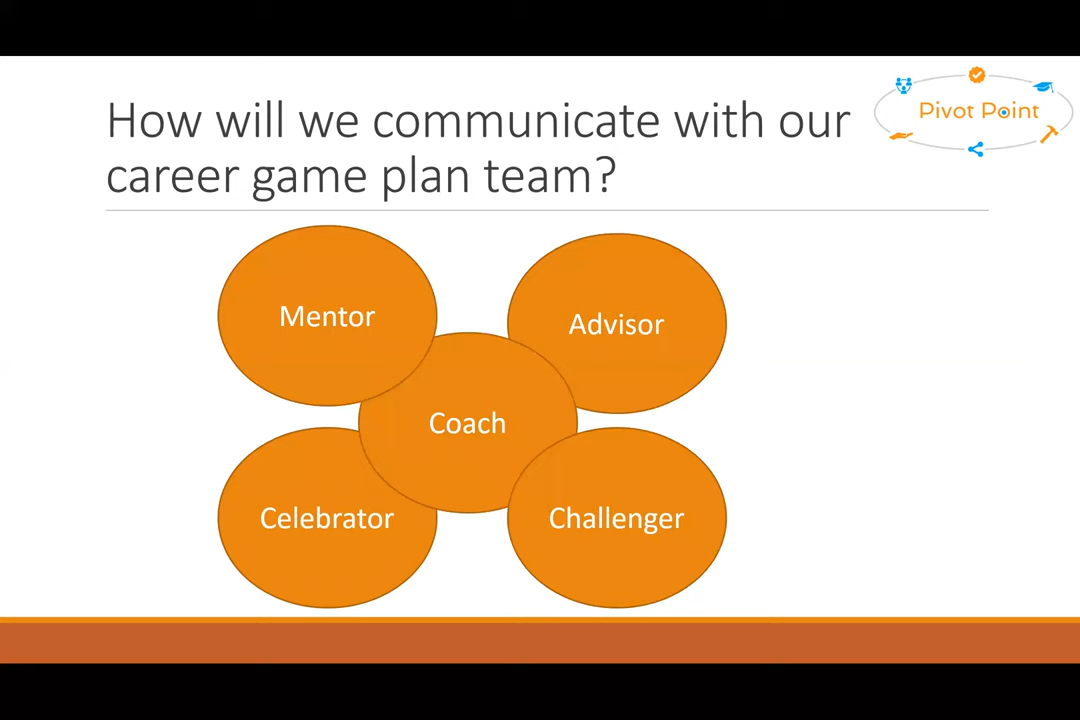 How will we communicate with our
career game plan team?
Pivot Point
Mentor
Advisor
Coach
Celebrator
Challenger